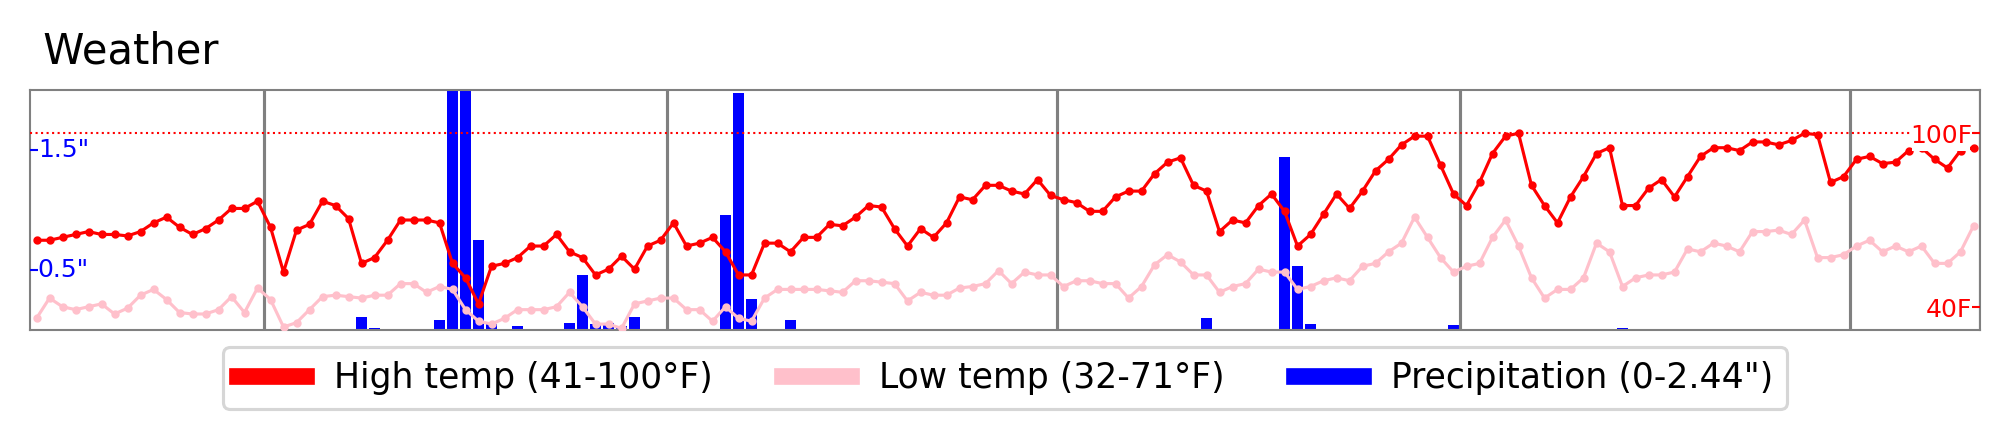 Weather
1.5"
100F
0.5"
40F
High temp (41-100°F)
Low temp (32-71°F)
Precipitation (0-2.44")